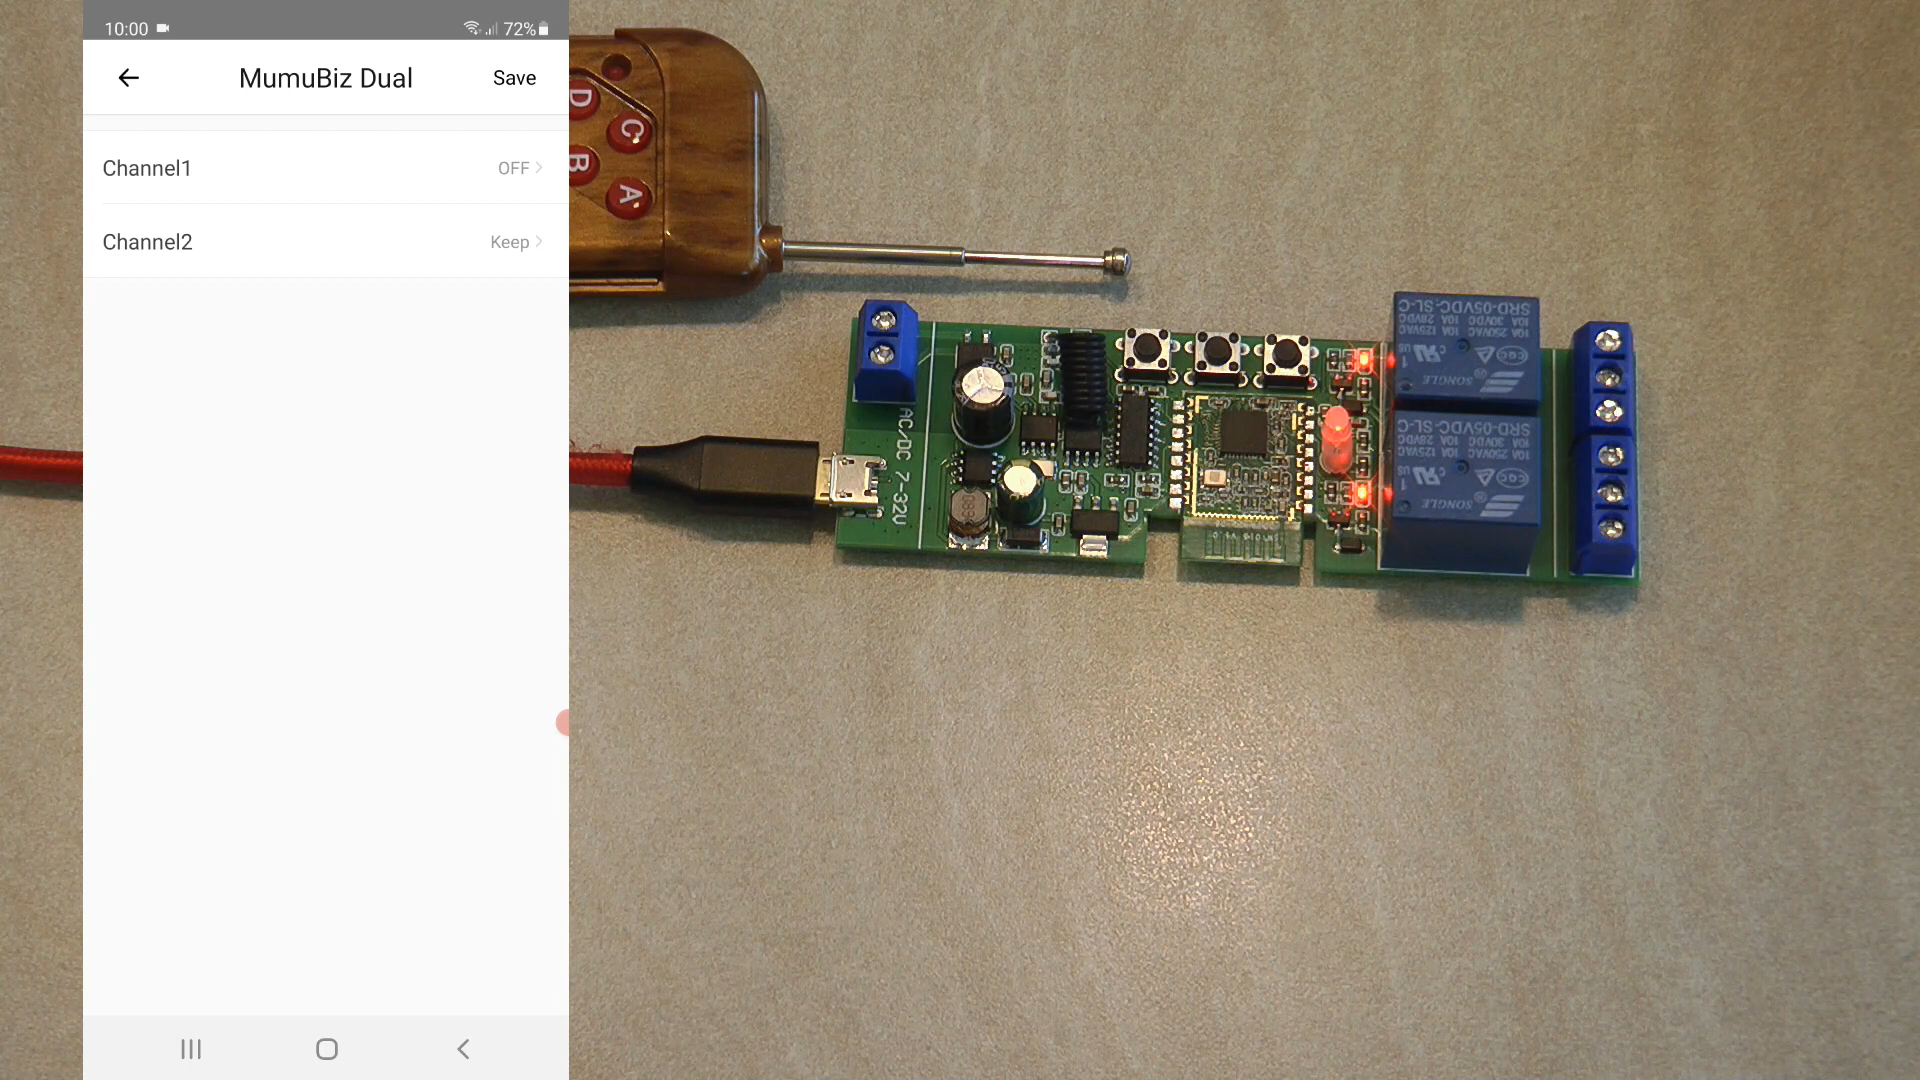 10:00
72%
MumuBiz Dual
Save
Channel1
OFF
Channel2
Keep
D
C
B
A
AC/DC 7-32V
SRD-05VDC-SL-C
10A 250VAC 10A 125VAC
10A 30VDC 10A 28VDC
SONGLE
CQC
SRD-05VDC-SL-C
10A 250VAC 10A 125VAC
10A 30VDC 10A 28VDC
SONGLE
CQC